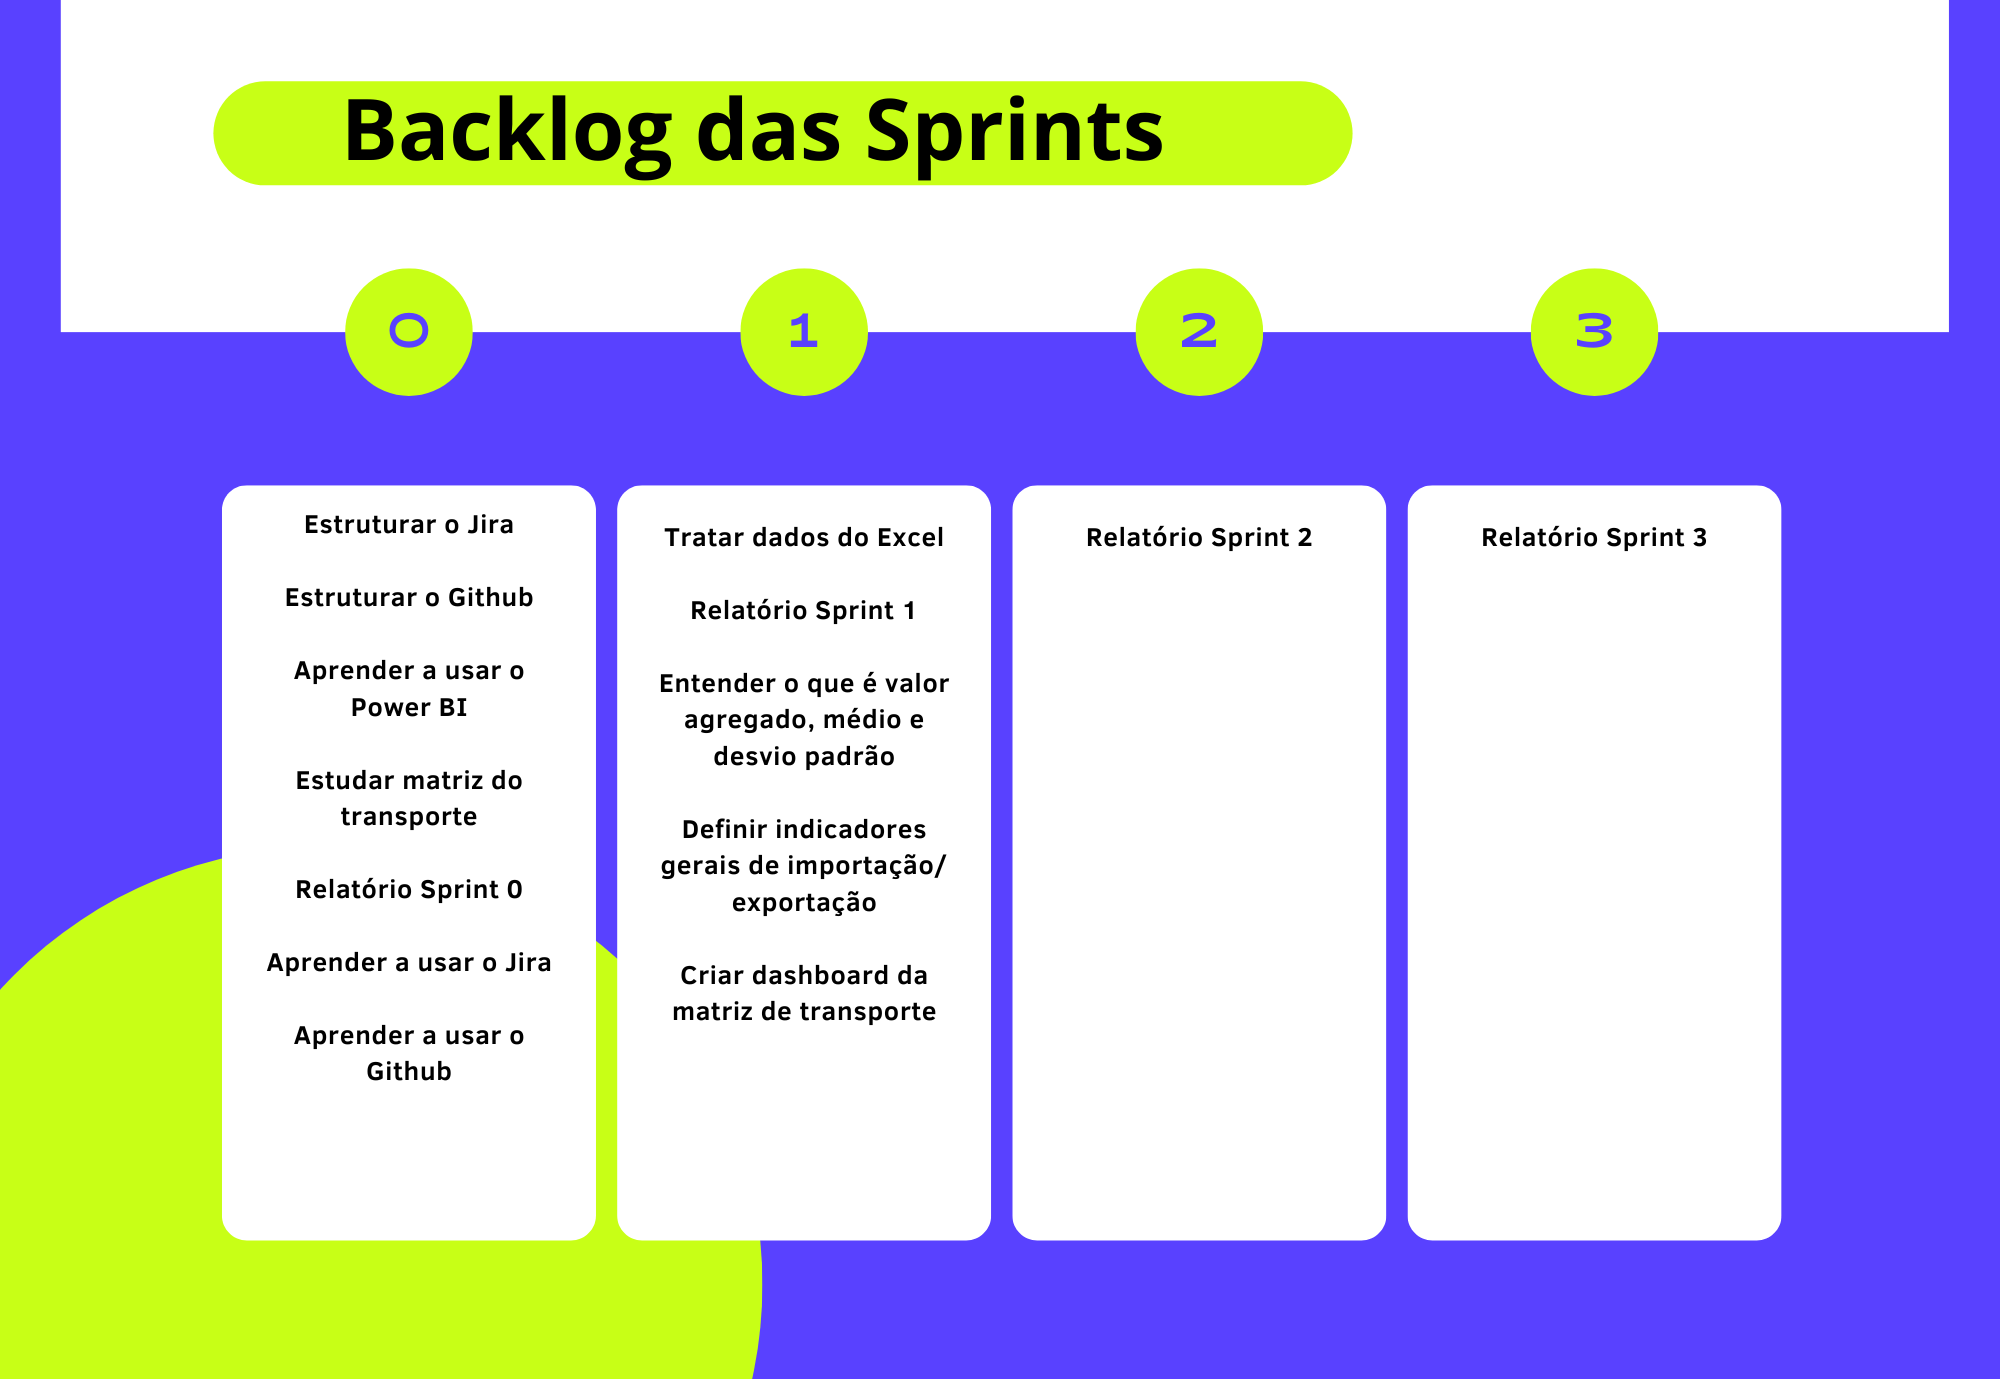 Backlog das Sprints
0
1
2
3
Estruturar o Jira
Estruturar o Github
Aprender a usar o
Power BI
Estudar matriz do
transporte
Relatório Sprint 0
Aprender a usar o Jira
Aprender a usar o
Github
Tratar dados do Excel
Relatório Sprint 1
Entender o que é valor
agregado, médio e
desvio padrão
Definir indicadores
gerais de importação/
exportação
Criar dashboard da
matriz de transporte
Relatório Sprint 2
Relatório Sprint 3